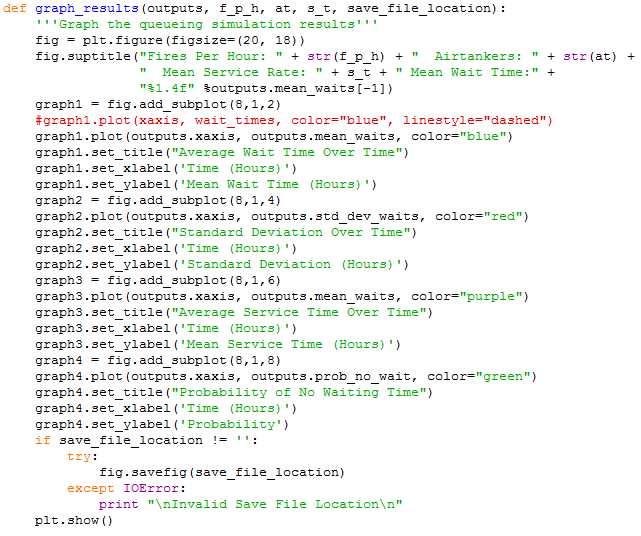 def graph_results(outputs, f_p_h, at, s_t, save_file_location):
    '''Graph the queueing simulation results'''
    fig = plt.figure(figsize=(20, 18))
    fig.suptitle("Fires Per Hour: " + str(f_p_h) + "  Airtankers: " + str(at) +
                 "  Mean Service Rate: " + s_t + " Mean Wait Time:" +
                 "%1.4f" %outputs.mean_waits[-1])
    graph1 = fig.add_subplot(8,1,2)
    #graph1.plot(xaxis, wait_times, color="blue", linestyle="dashed")
    graph1.plot(outputs.xaxis, outputs.mean_waits, color="blue")
    graph1.set_title("Average Wait Time Over Time")
    graph1.set_xlabel('Time (Hours)')
    graph1.set_ylabel('Mean Wait Time (Hours)')
    graph2 = fig.add_subplot(8,1,4)
    graph2.plot(outputs.xaxis, outputs.std_dev_waits, color="red")
    graph2.set_title("Standard Deviation Over Time")
    graph2.set_xlabel('Time (Hours)')
    graph2.set_ylabel('Standard Deviation (Hours)')
    graph3 = fig.add_subplot(8,1,6)
    graph3.plot(outputs.xaxis, outputs.mean_waits, color="purple")
    graph3.set_title("Average Service Time Over Time")
    graph3.set_xlabel('Time (Hours)')
    graph3.set_ylabel('Mean Service Time (Hours)')
    graph4 = fig.add_subplot(8,1,8)
    graph4.plot(outputs.xaxis, outputs.prob_no_wait, color="green")
    graph4.set_title("Probability of No Waiting Time")
    graph4.set_xlabel('Time (Hours)')
    graph4.set_ylabel('Probability')
    if save_file_location != '':
        try:
            fig.savefig(save_file_location)
        except IOError:
            print "\nInvalid Save File Location\n"
    plt.show()